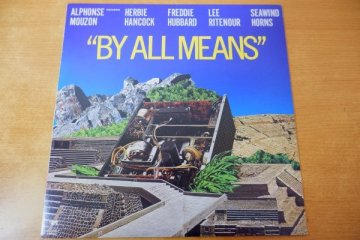 ALPHONSE MOUZON
HERBIE HANCOCK
FREDDIE HUBBARD
LEE RITENOUR
SEAWIND HORNS
"BY ALL MEANS"